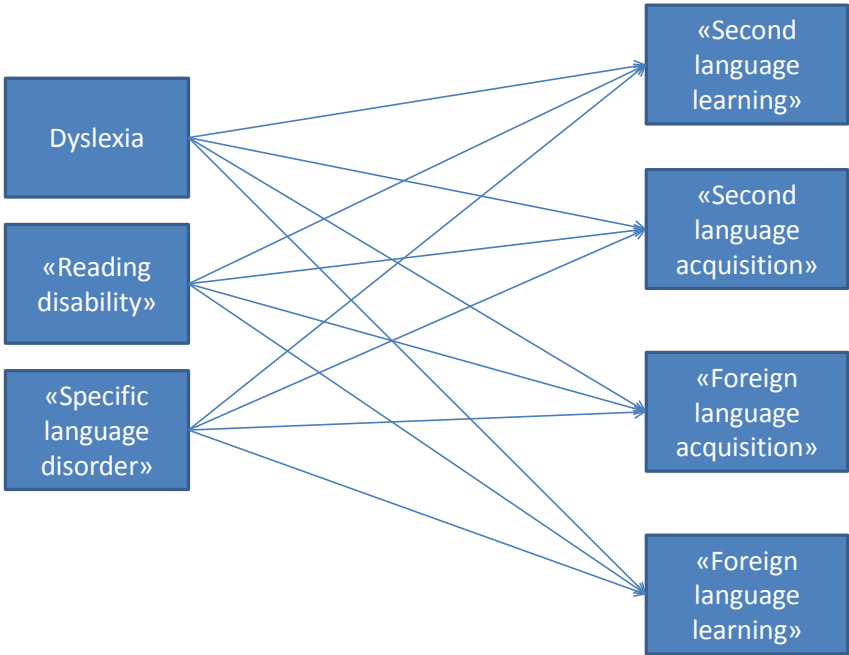 Dyslexia
«Reading
disability»
«Specific
language
disorder»
«Second
language
learning»
«Second
language
acquisition»
«Foreign
language
acquisition»
«Foreign
language
learning»